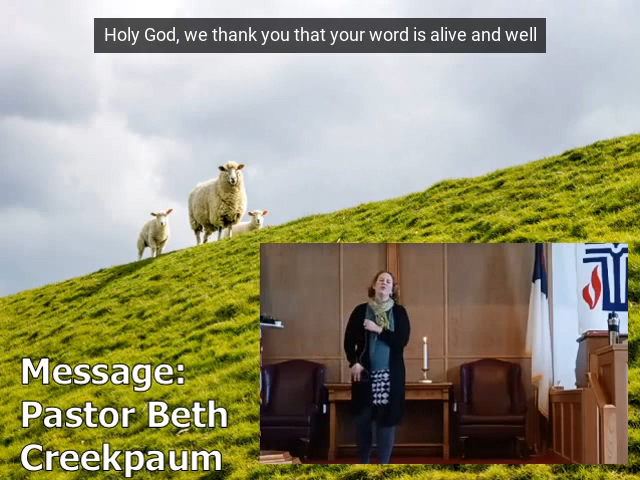 Holy God, we thank you that your word is alive and well
Message:
Pastor Beth
Creekpaum